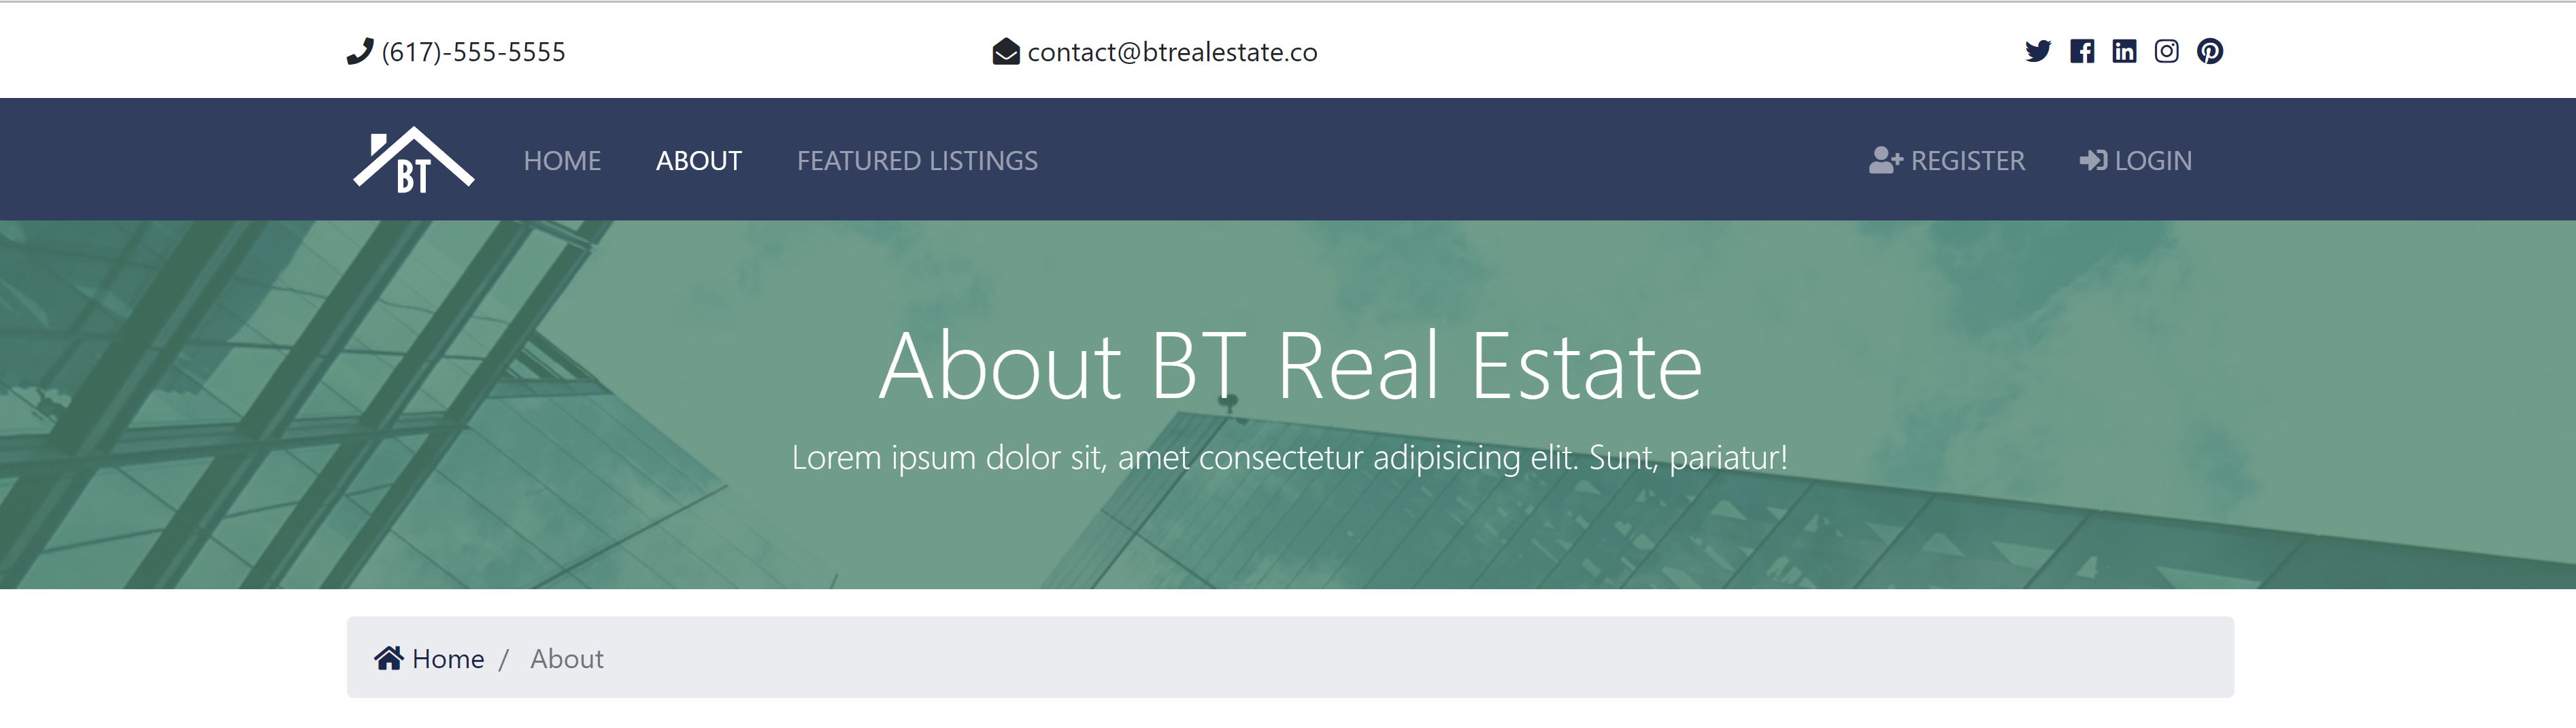 (617)-555-5555 contact@btrealestate.co
BT HOME ABOUT FEATURED LISTINGS REGISTER LOGIN
About BT Real Estate
Lorem ipsum dolor sit, amet consectetur adipisicing elit. Sunt, pariatur!
Home / About